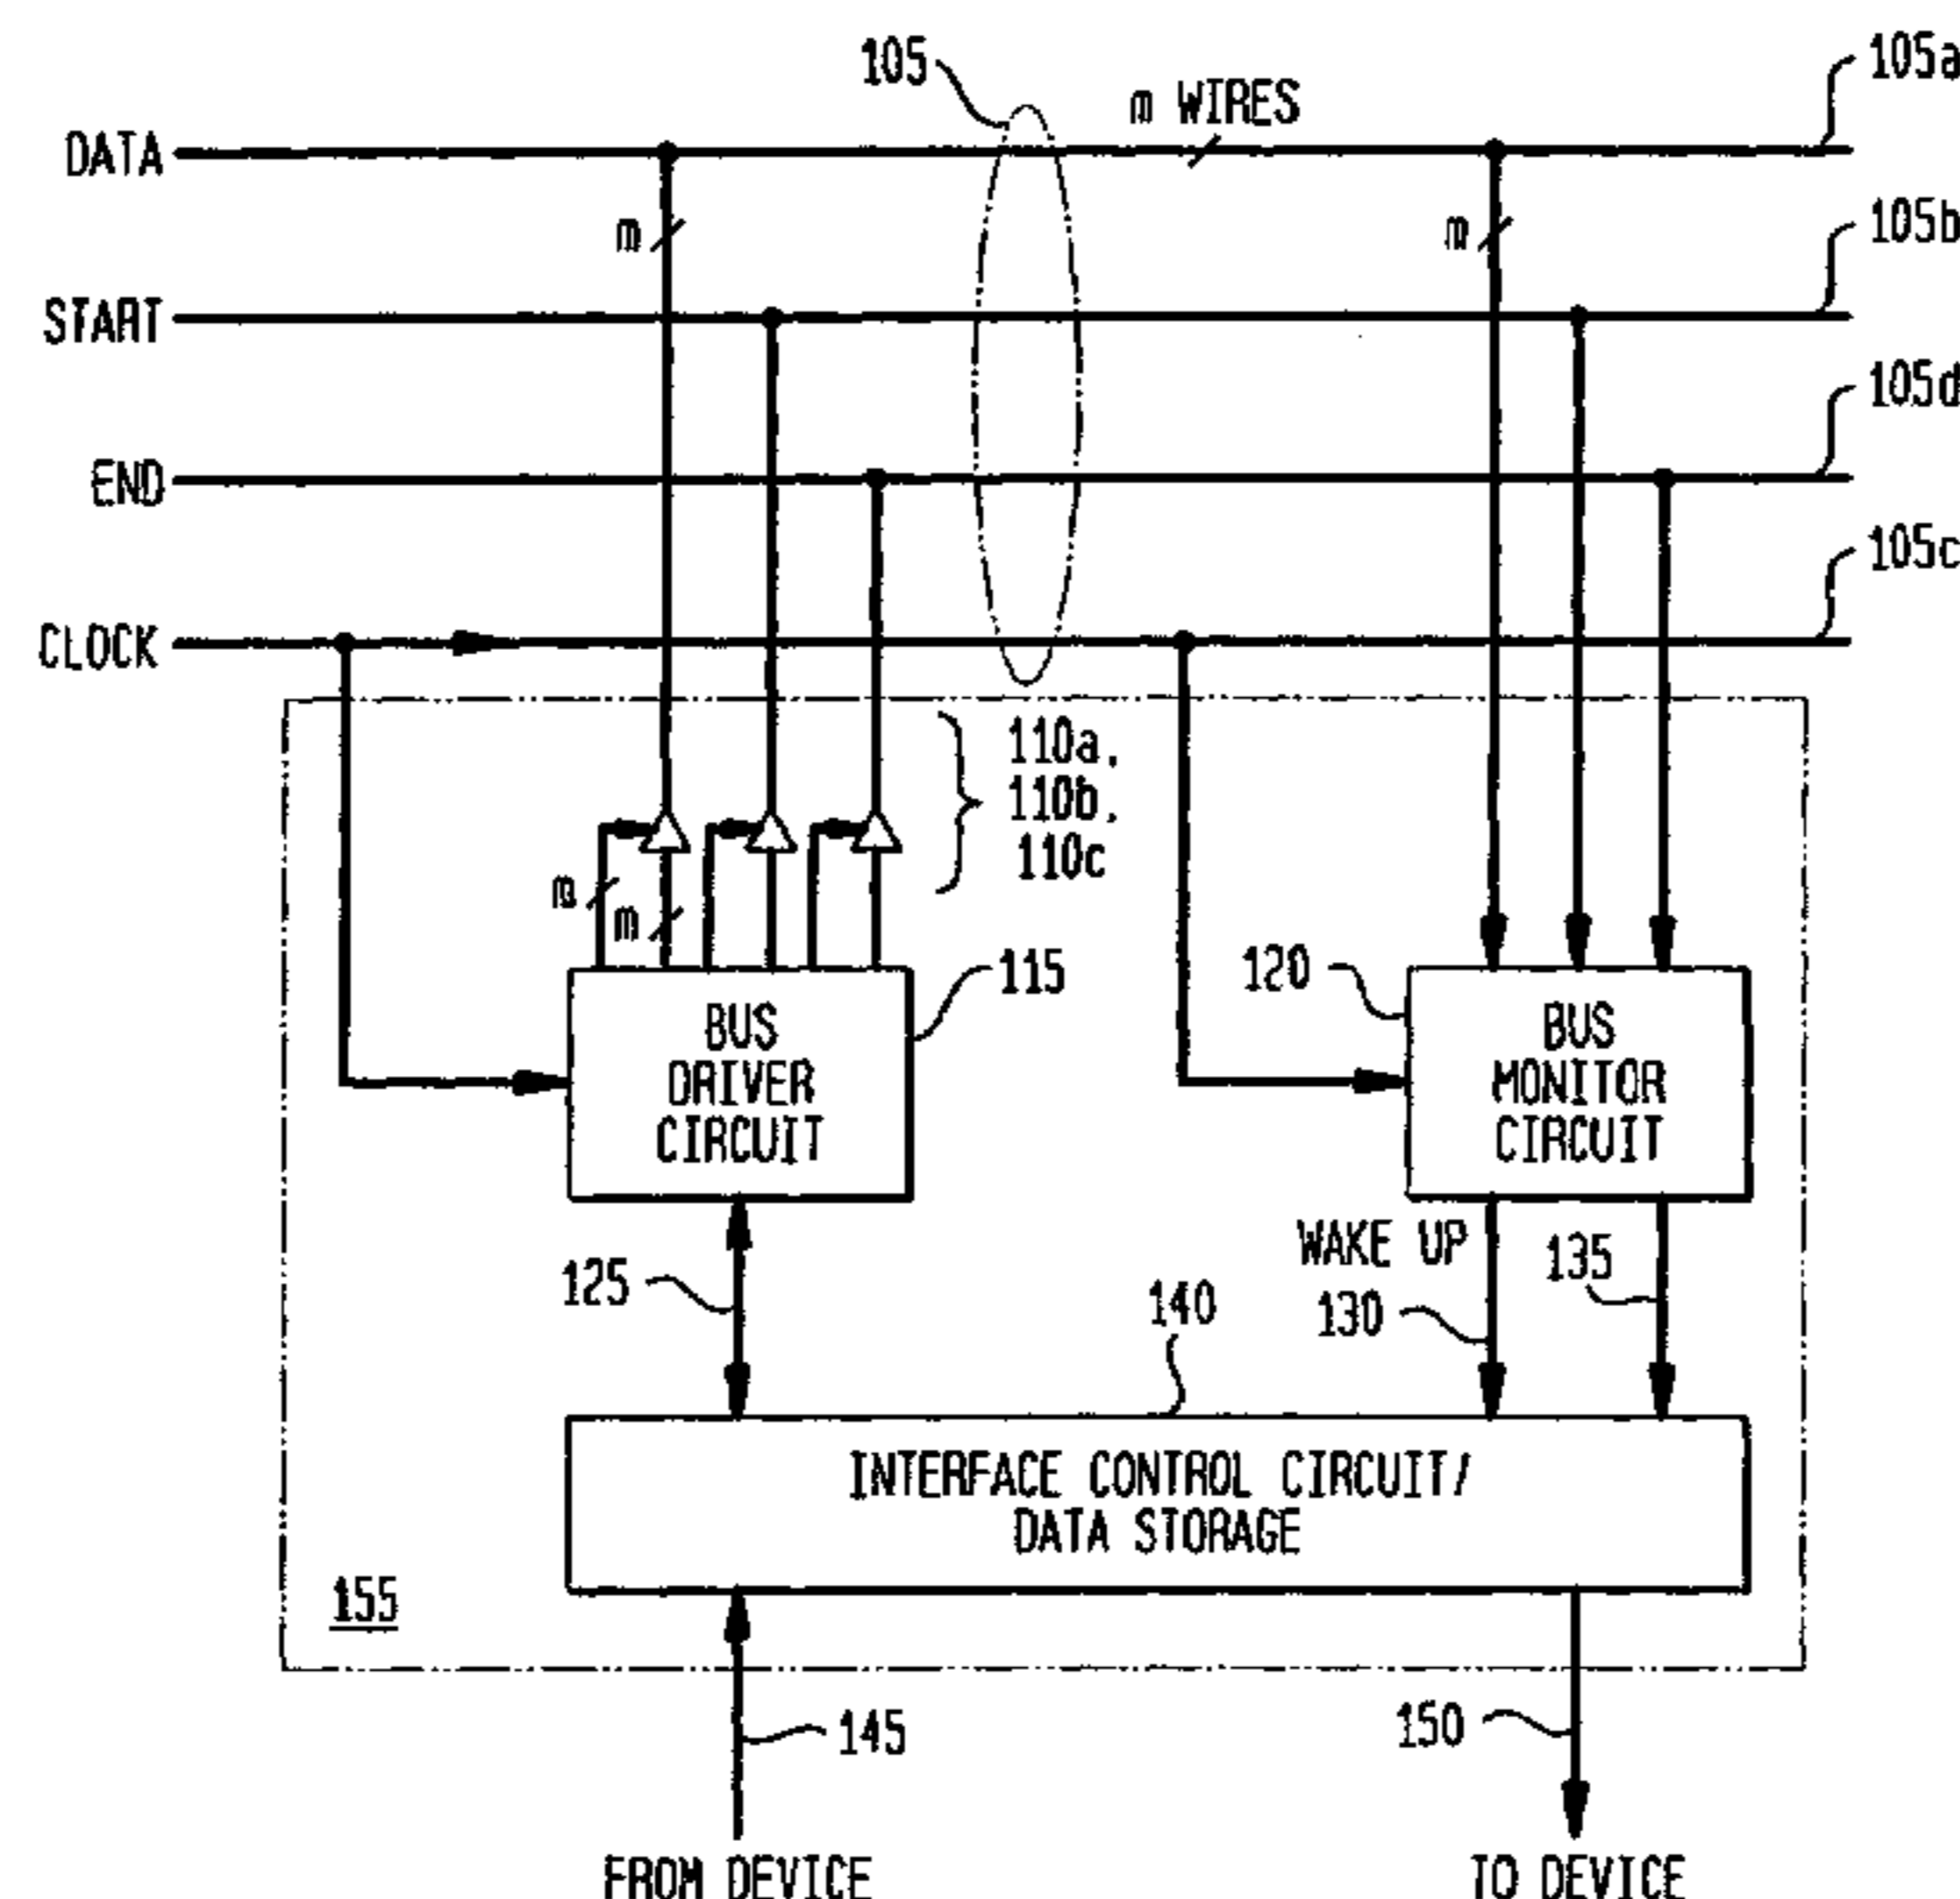 105
m WIRES
105a
DATA
m
m
105b
START
105d
END
105c
CLOCK
110a,
110b,
110c
m
m
115
120
BUS
DRIVER
CIRCUIT
BUS
MONITOR
CIRCUIT
WAKE UP
125
130
135
140
INTERFACE CONTROL CIRCUIT/
DATA STORAGE
155
145
150
FROM DEVICE
TO DEVICE